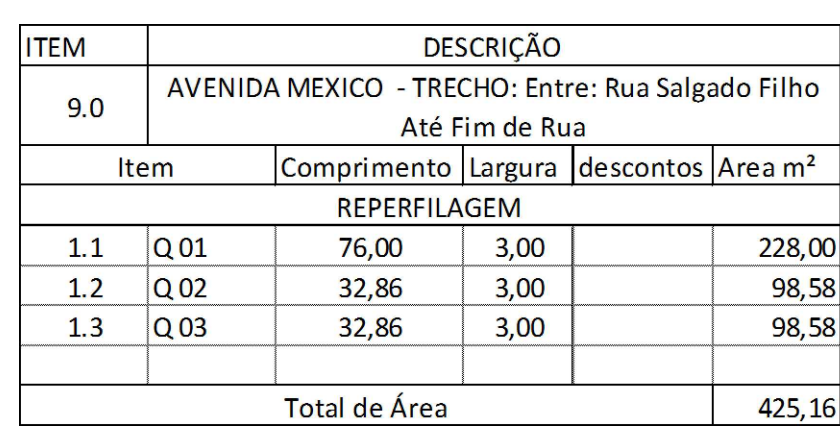 ITEM DESCRIÇÃO
9.0 AVENIDA MEXICO - TRECHO: Entre: Rua Salgado Filho
Até Fim de Rua
Item Comprimento Largura descontos Area m²
REPERFILAGEM
1.1 Q 01 76,00 3,00 228,00
1.2 Q 02 32,86 3,00 98,58
1.3 Q 03 32,86 3,00 98,58
Total de Área 425,16